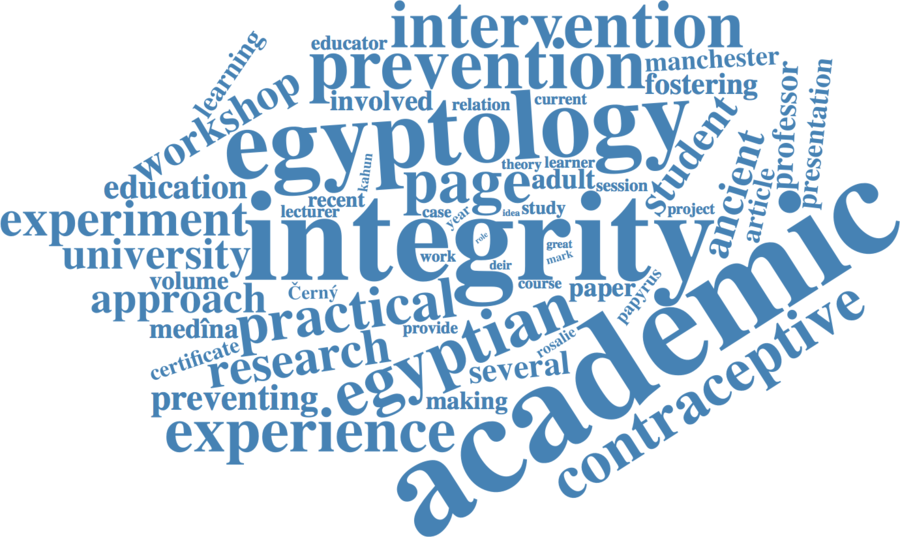 intervention
educator
prevention
manchester
learning
fostering
involved
relation
current
workshop
egyptology
student
professor
presentation
theory
learner
kahun
page
adult
session
education
recent
ancient
article
experiment
lecturer
case
year
idea
study
project
integrity
role
university
work
great
mark
deir
academic
volume
Černý
course
paper
papyrus
approach
practical
medîna
provide
egyptian
contraceptive
certificate
research
rosalie
several
preventing
making
experience